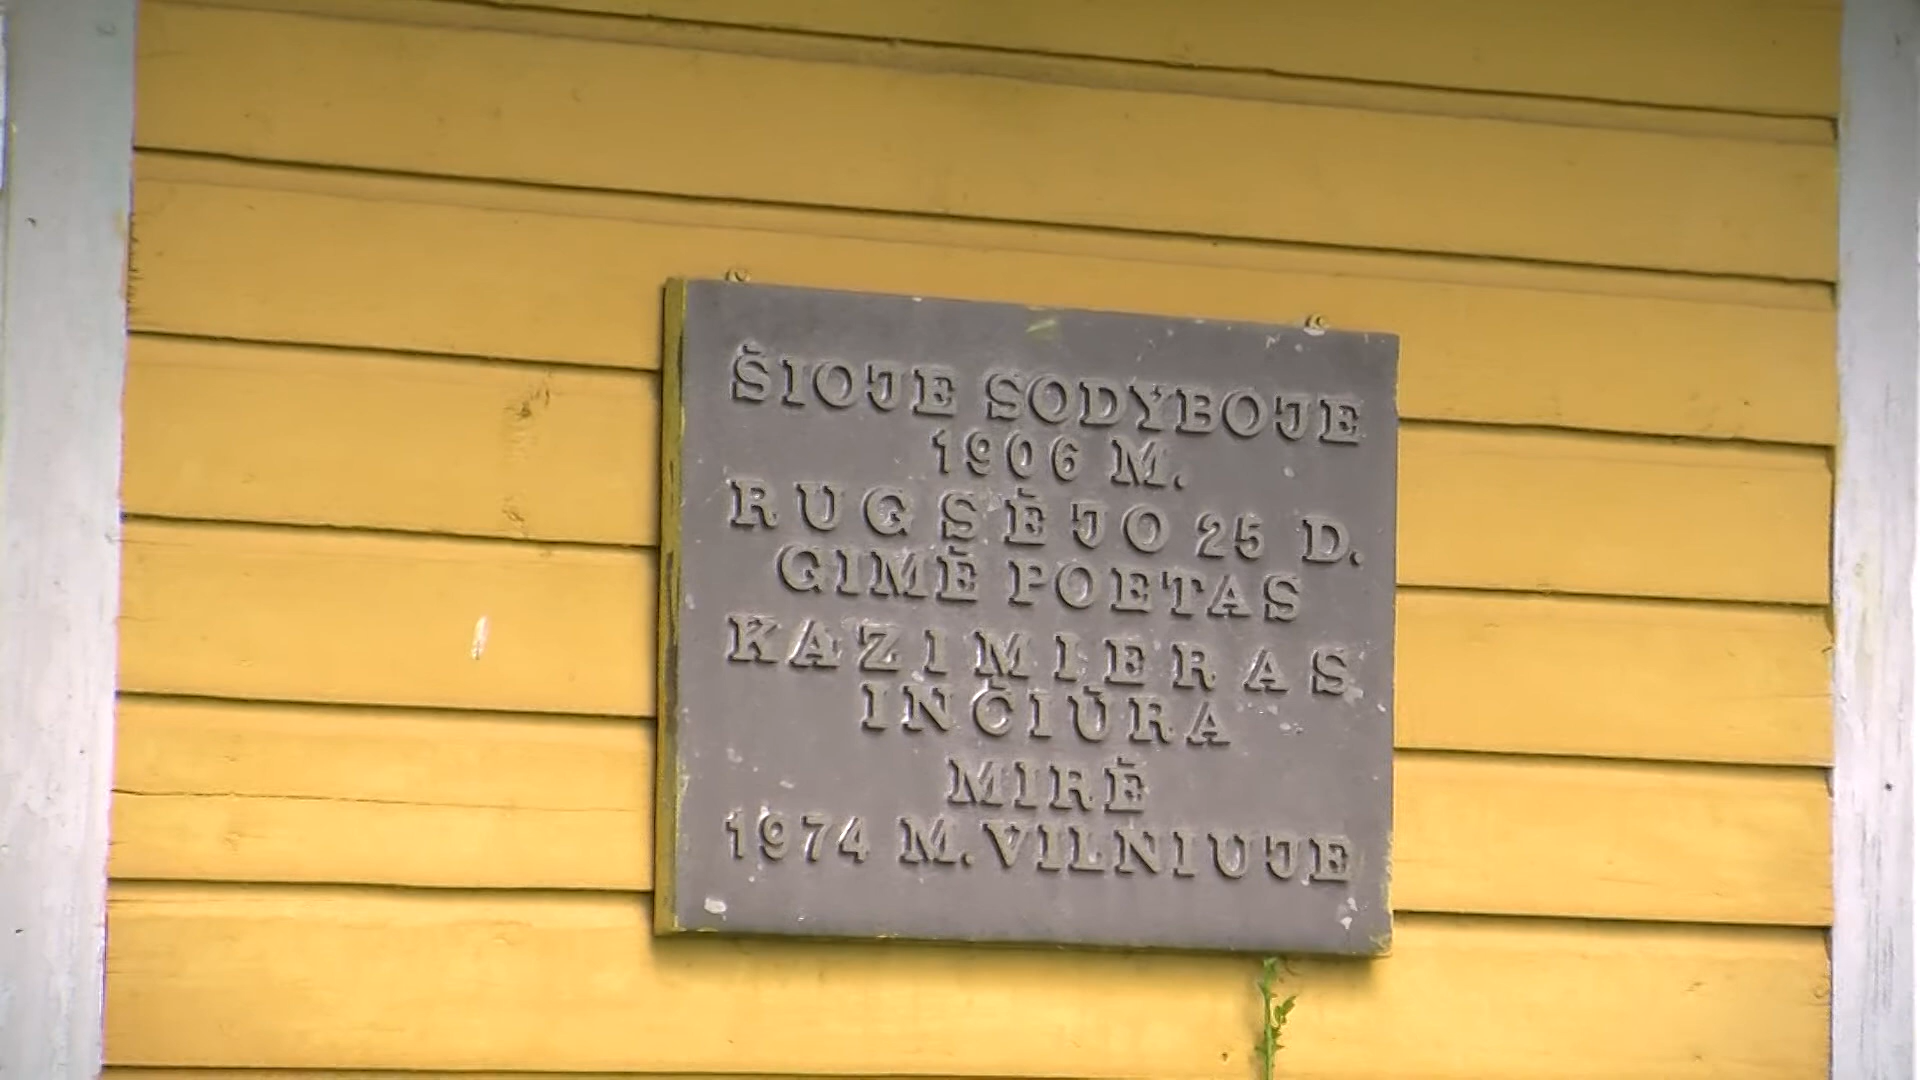 ŠIOJE SODYBOJE
1906 M.
RUGSĖJO 25 D.
GIMĖ POETAS
KAZIMIERAS
INČIŪRA
MIRĖ
1974 M. VILNIUJE